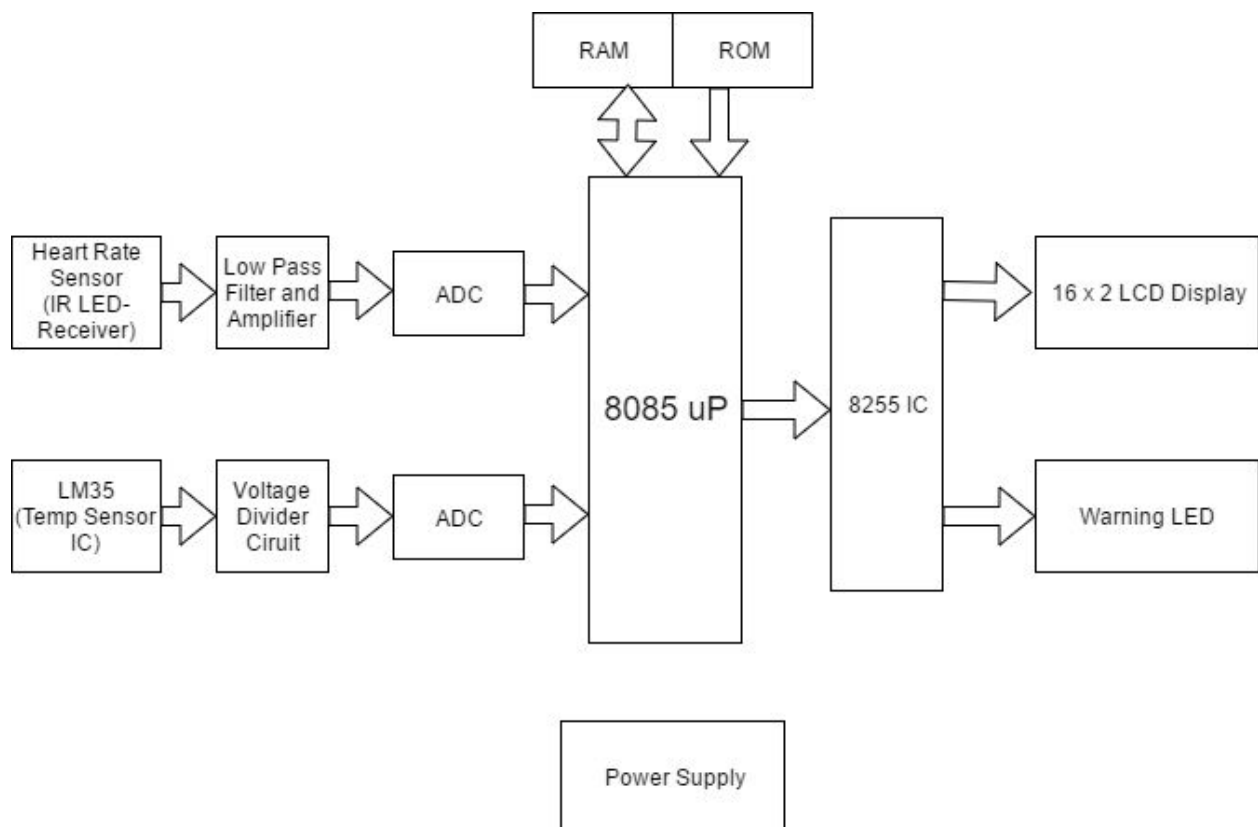 RAM
ROM
Heart Rate
Sensor
(IR LED-
Receiver)
Low Pass
Filter and
Amplifier
ADC
8085 uP
8255 IC
16 x 2 LCD Display
LM35
(Temp Sensor
IC)
Voltage
Divider
Ciruit
ADC
Warning LED
Power Supply